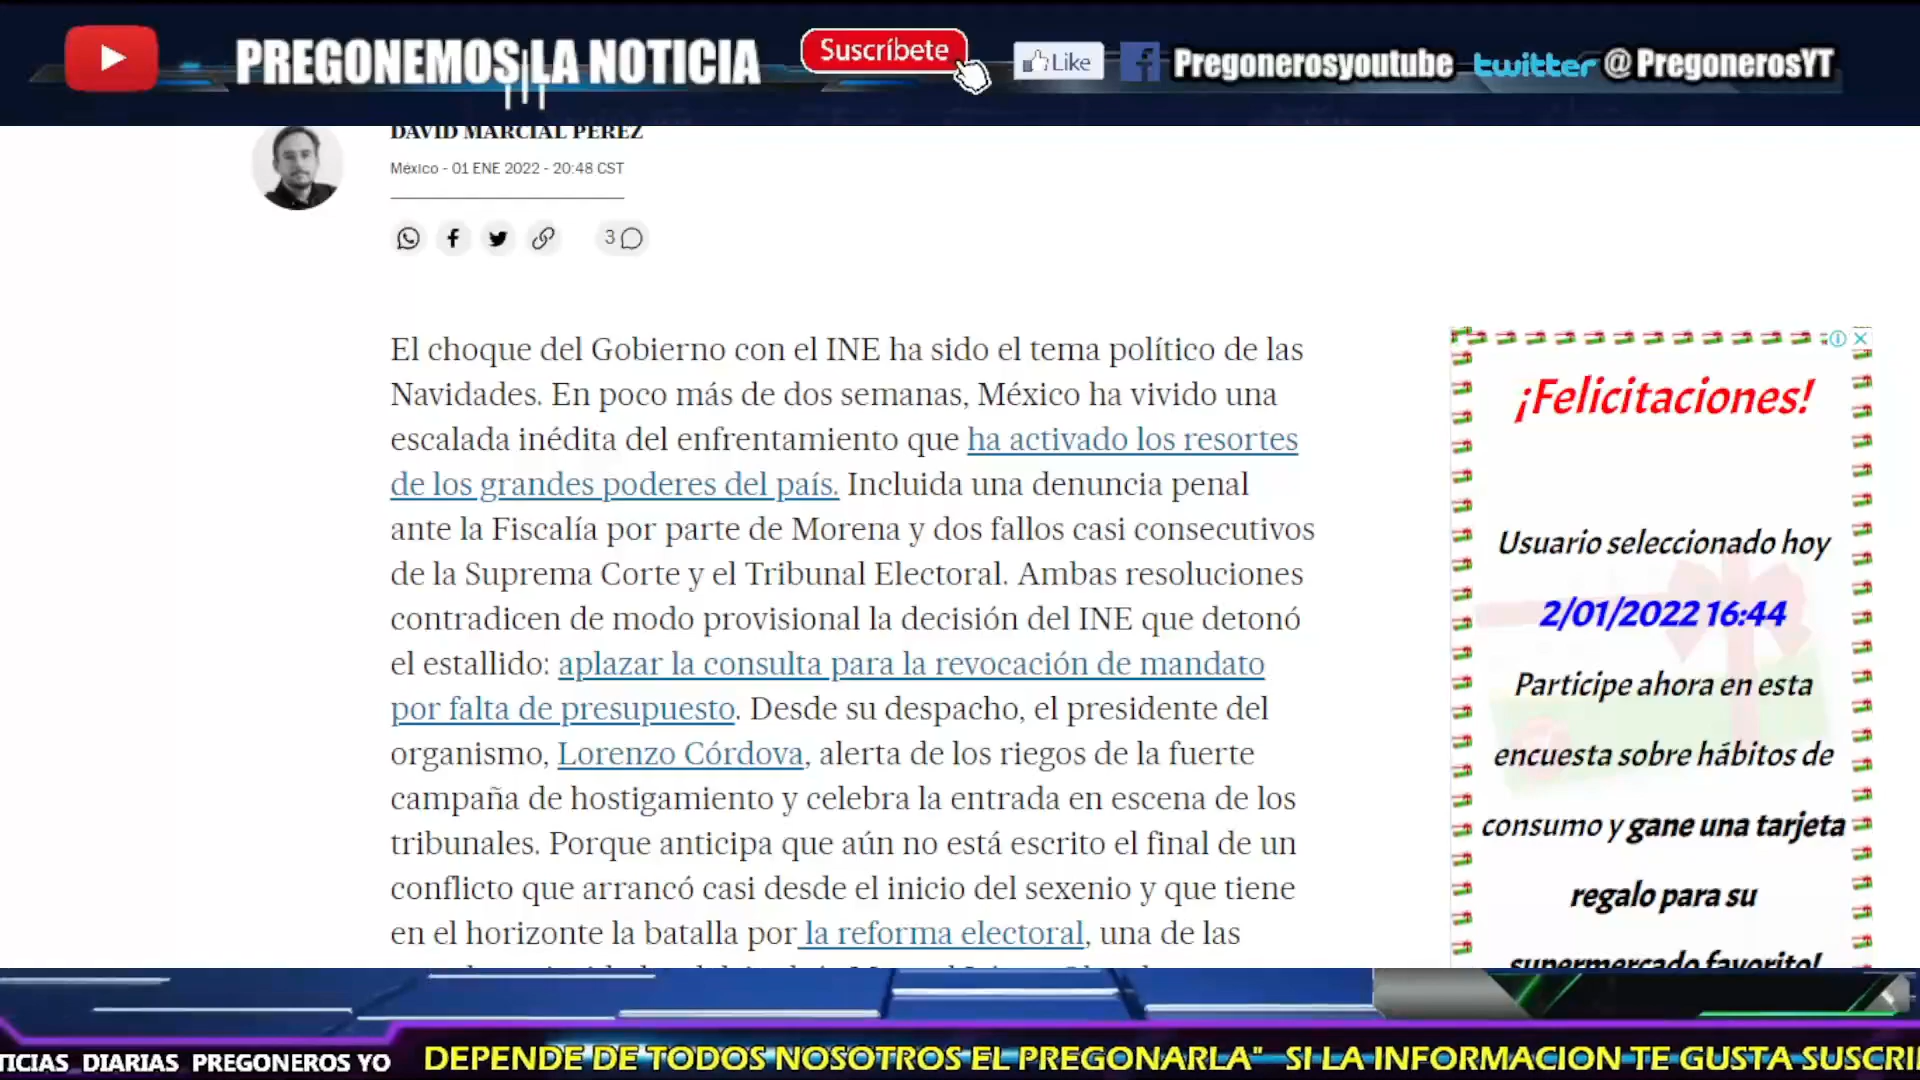 PREGONEMOS LA NOTICIA
Suscríbete
Like
Pregonerosyoutube
twitter @PregonerosYT
DAVID MARCIAL PÉREZ
México - 01 ENE 2022 - 20:48 CST
3
El choque del Gobierno con el INE ha sido el tema político de las
Navidades. En poco más de dos semanas, México ha vivido una
escalada inédita del enfrentamiento que ha activado los resortes
de los grandes poderes del país. Incluida una denuncia penal
ante la Fiscalía por parte de Morena y dos fallos casi consecutivos
de la Suprema Corte y el Tribunal Electoral. Ambas resoluciones
contradicen de modo provisional la decisión del INE que detonó
el estallido: aplazar la consulta para la revocación de mandato
por falta de presupuesto. Desde su despacho, el presidente del
organismo, Lorenzo Córdova, alerta de los riegos de la fuerte
campaña de hostigamiento y celebra la entrada en escena de los
tribunales. Porque anticipa que aún no está escrito el final de un
conflicto que arrancó casi desde el inicio del sexenio y que tiene
en el horizonte la batalla por la reforma electoral, una de las
¡Felicitaciones!
Usuario seleccionado hoy
2/01/2022 16:44
Participe ahora en esta
encuesta sobre hábitos de
consumo y gane una tarjeta
regalo para su
supermercado favorito!
TICIAS DIARIAS PREGONEROS YO
DEPENDE DE TODOS NOSOTROS EL PREGONARLA" SI LA INFORMACION TE GUSTA SUSCRI